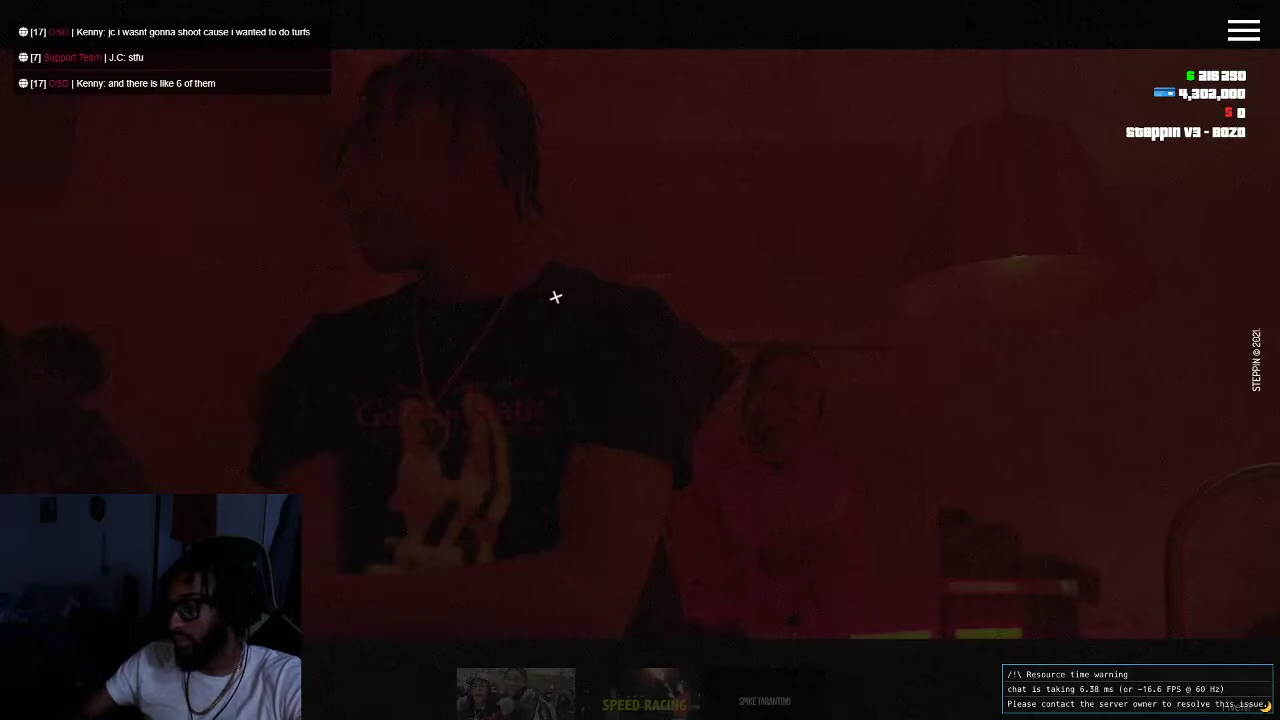 [17] OSD | Kenny: jc i wasnt gonna shoot cause i wanted to do turfs
[7] Support Team | J.C: stfu
[17] OSD | Kenny: and there is like 6 of them
$ 218 250
4,302,000
$ 0
Steppin V3 - BOZO
STEPPIN © 2021.
SPEED RACING
SPIKE TARANTINO
/!\ Resource time warning
chat is taking 6.38 ms (or -16.6 FPS @ 60 Hz)
Please contact the server owner to resolve this issue.